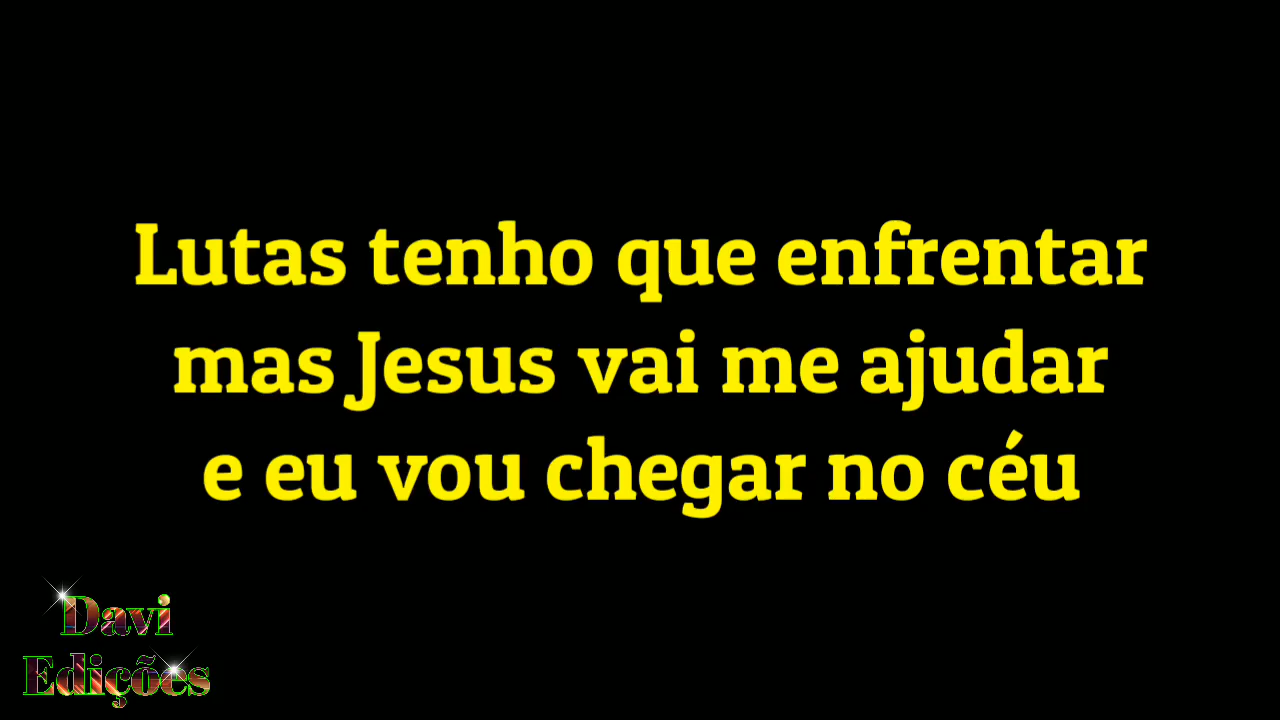 Lutas tenho que enfrentar
mas Jesus vai me ajudar
e eu vou chegar no céu
Davi
Edições